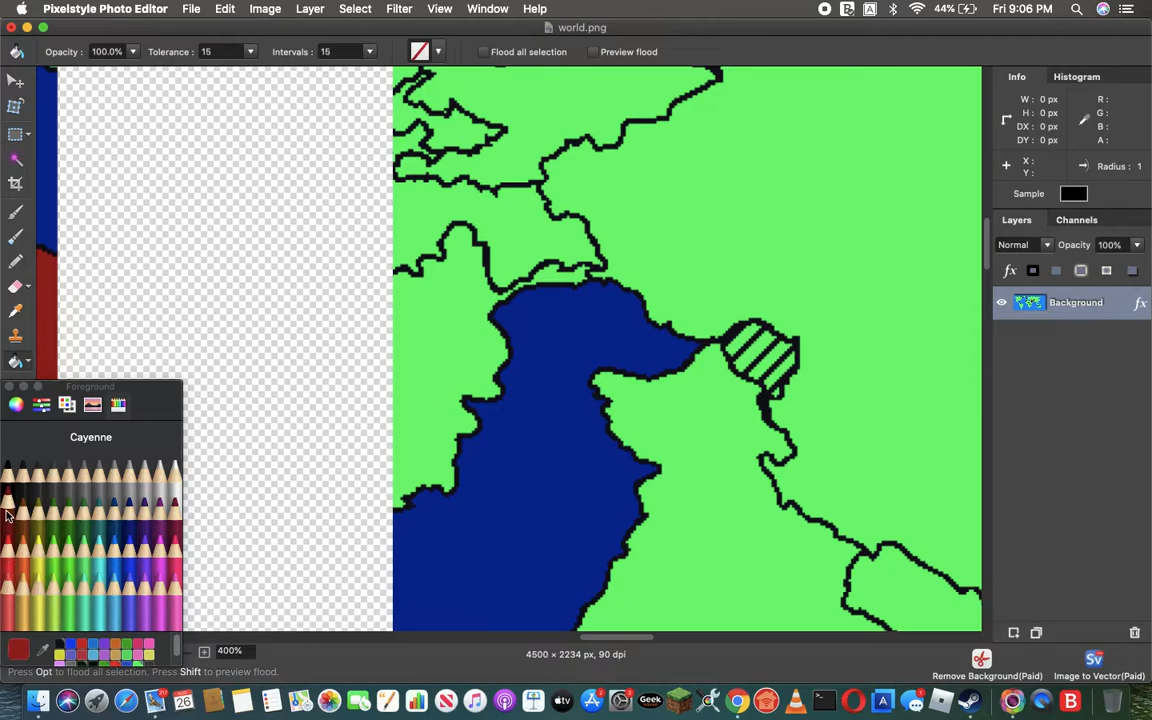 Pixelstyle Photo Editor File Edit Image Layer Select Filter View Window Help 44% Fri 9:06 PM
world.png
Opacity : 100.0% Tolerance : 15 Intervals : 15 Flood all selection Preview flood
Info Histogram
W : 0 px R :
H : 0 px G :
DX : 0 px B :
DY : 0 px A :
X :
Y :
Radius : 1
Sample
Layers Channels
Normal Opacity 100%
fx
Background fx
Foreground
Cayenne
400%
4500 × 2234 px, 90 dpi
Press Opt to flood all selection. Press Shift to preview flood.
Sv
Remove Background(Paid) Image to Vector(Paid)